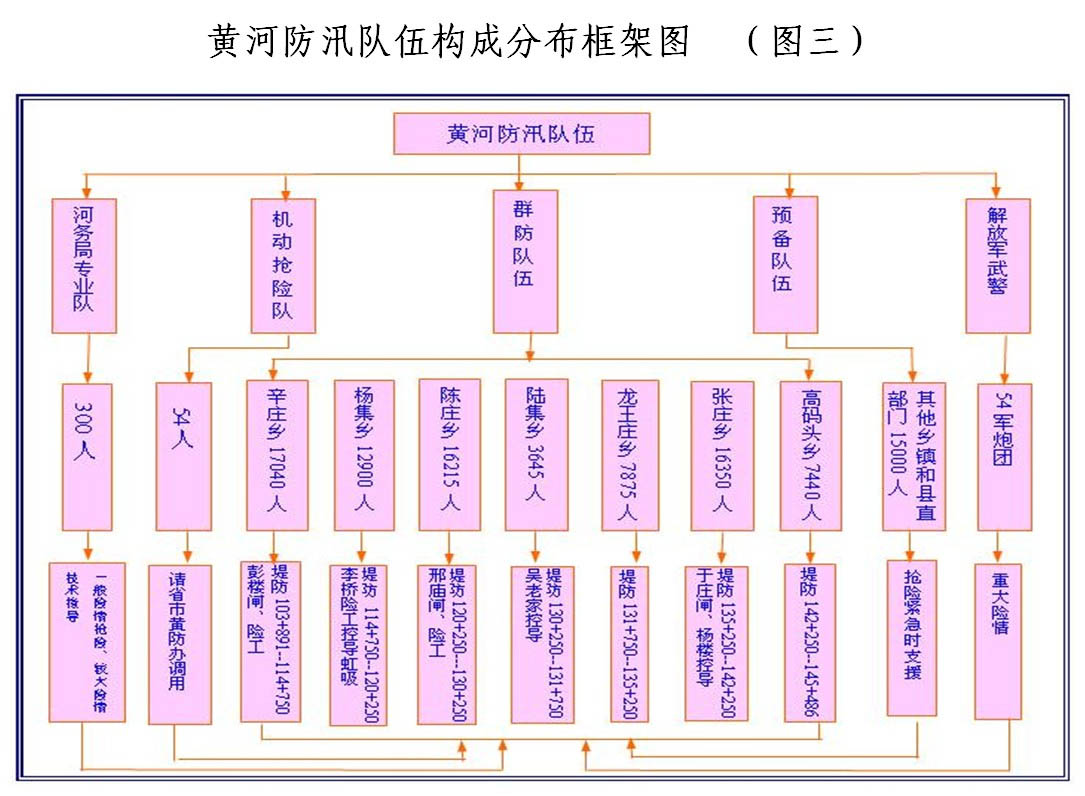 黄河防汛队伍构成分布框架图 （图三）
黄河防汛队伍
河务局专业队
机动抢险队
群防队伍
预备队伍
解放军武警
300人
54人
辛庄乡17040人
杨集乡12900人
陈庄乡16215人
陆集乡3645人
龙王庄乡7875人
张庄乡16350人
高码头乡7440人
其他乡镇和县直
部门15000人
54军炮团
一般险情抢险、较大险情
技术指导
请省市黄防办调用
堤防 103+891--114+750
彭楼闸、险工
堤防 114+750--120+250
李桥险工控导虹吸
堤防 120+250---130+250
邢庙闸、险工
堤防 130+250--131+750
吴老家控导
堤防 131+750--135+250
堤防 135+250--142+250
于庄闸、杨楼控导
堤防 142+250--145+486
抢险紧急时支援
重大险情